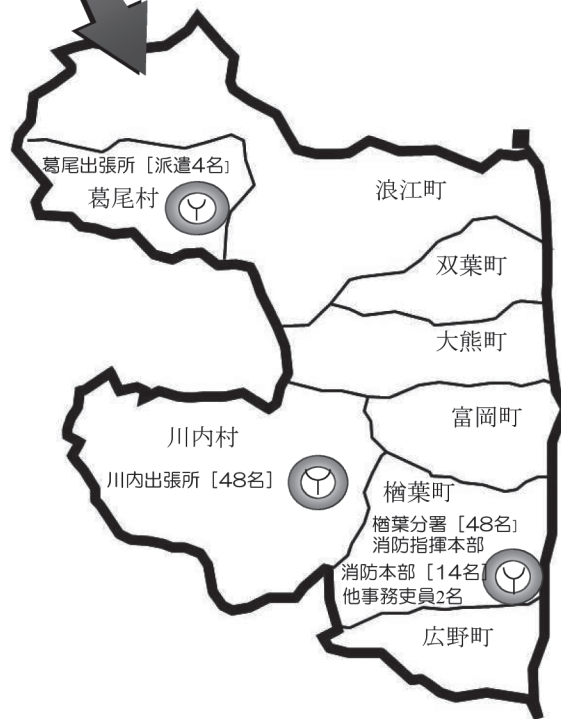 葛尾出張所［派遣4名］
葛尾村
浪江町
双葉町
大熊町
富岡町
川内村
川内出張所［48名］
楢葉町
楢葉分署［48名］
消防指揮本部
消防本部［14名］
他事務吏員2名
広野町